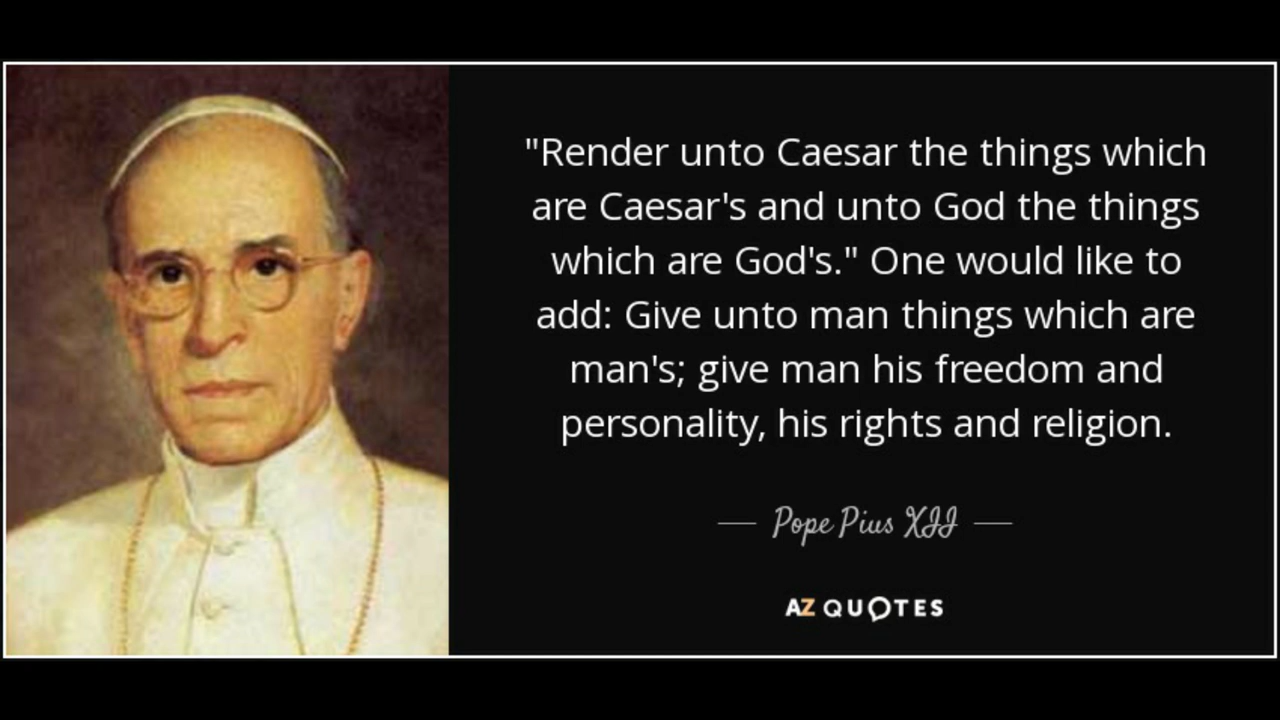 "Render unto Caesar the things which
are Caesar's and unto God the things
which are God's." One would like to
add: Give unto man things which are
man's; give man his freedom and
personality, his rights and religion.
— Pope Pius XII —
AZ QUOTES